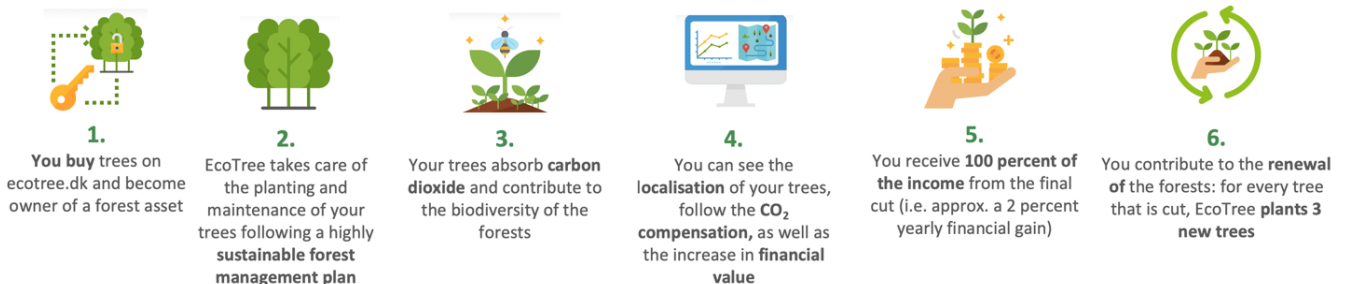 1.
You buy trees on
ecotree.dk and become
owner of a forest asset
2.
EcoTree takes care of
the planting and
maintenance of your
trees following a highly
sustainable forest
management plan
3.
Your trees absorb carbon
dioxide and contribute to
the biodiversity of the
forests
4.
You can see the
localisation of your trees,
follow the CO₂
compensation, as well as
the increase in financial
value
5.
You receive 100 percent of
the income from the final
cut (i.e. approx. a 2 percent
yearly financial gain)
6.
You contribute to the renewal
of the forests: for every tree
that is cut, EcoTree plants 3
new trees